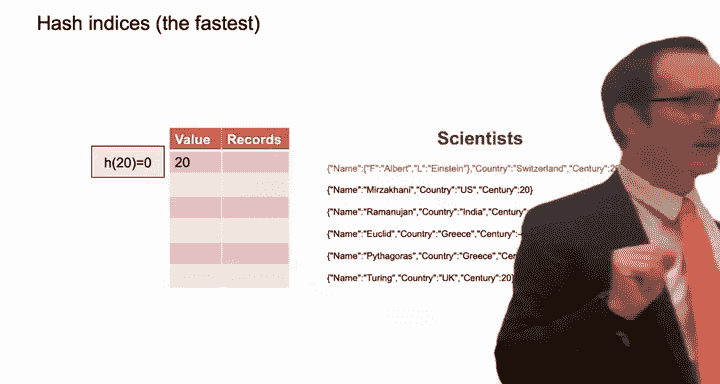 Hash indices (the fastest)
Value Records
h(20)=0 20
Scientists
{"Name":{"F":"Albert","L":"Einstein"},"Country":"Switzerland","Century":2
{"Name":"Mirzakhani","Country":"US","Century":20}
{"Name":"Ramanujan","Country":"India","Century":
{"Name":"Euclid","Country":"Greece","Century":-
{"Name":"Pythagoras","Country":"Greece","Ce
{"Name":"Turing","Country":"UK","Century":20}